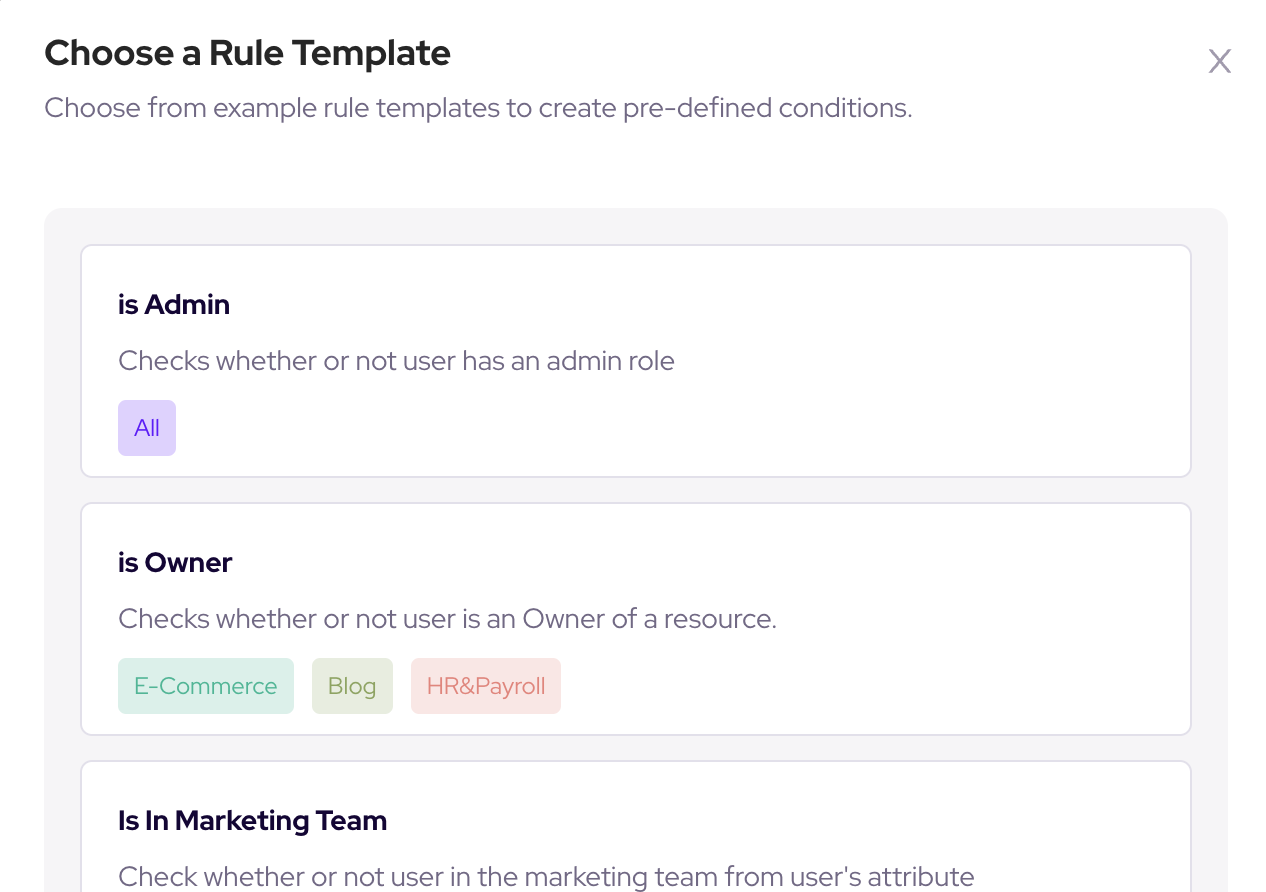 Choose a Rule Template
X
Choose from example rule templates to create pre-defined conditions.
is Admin
Checks whether or not user has an admin role
All
is Owner
Checks whether or not user is an Owner of a resource.
E-Commerce Blog HR&Payroll
Is In Marketing Team
Check whether or not user in the marketing team from user's attribute